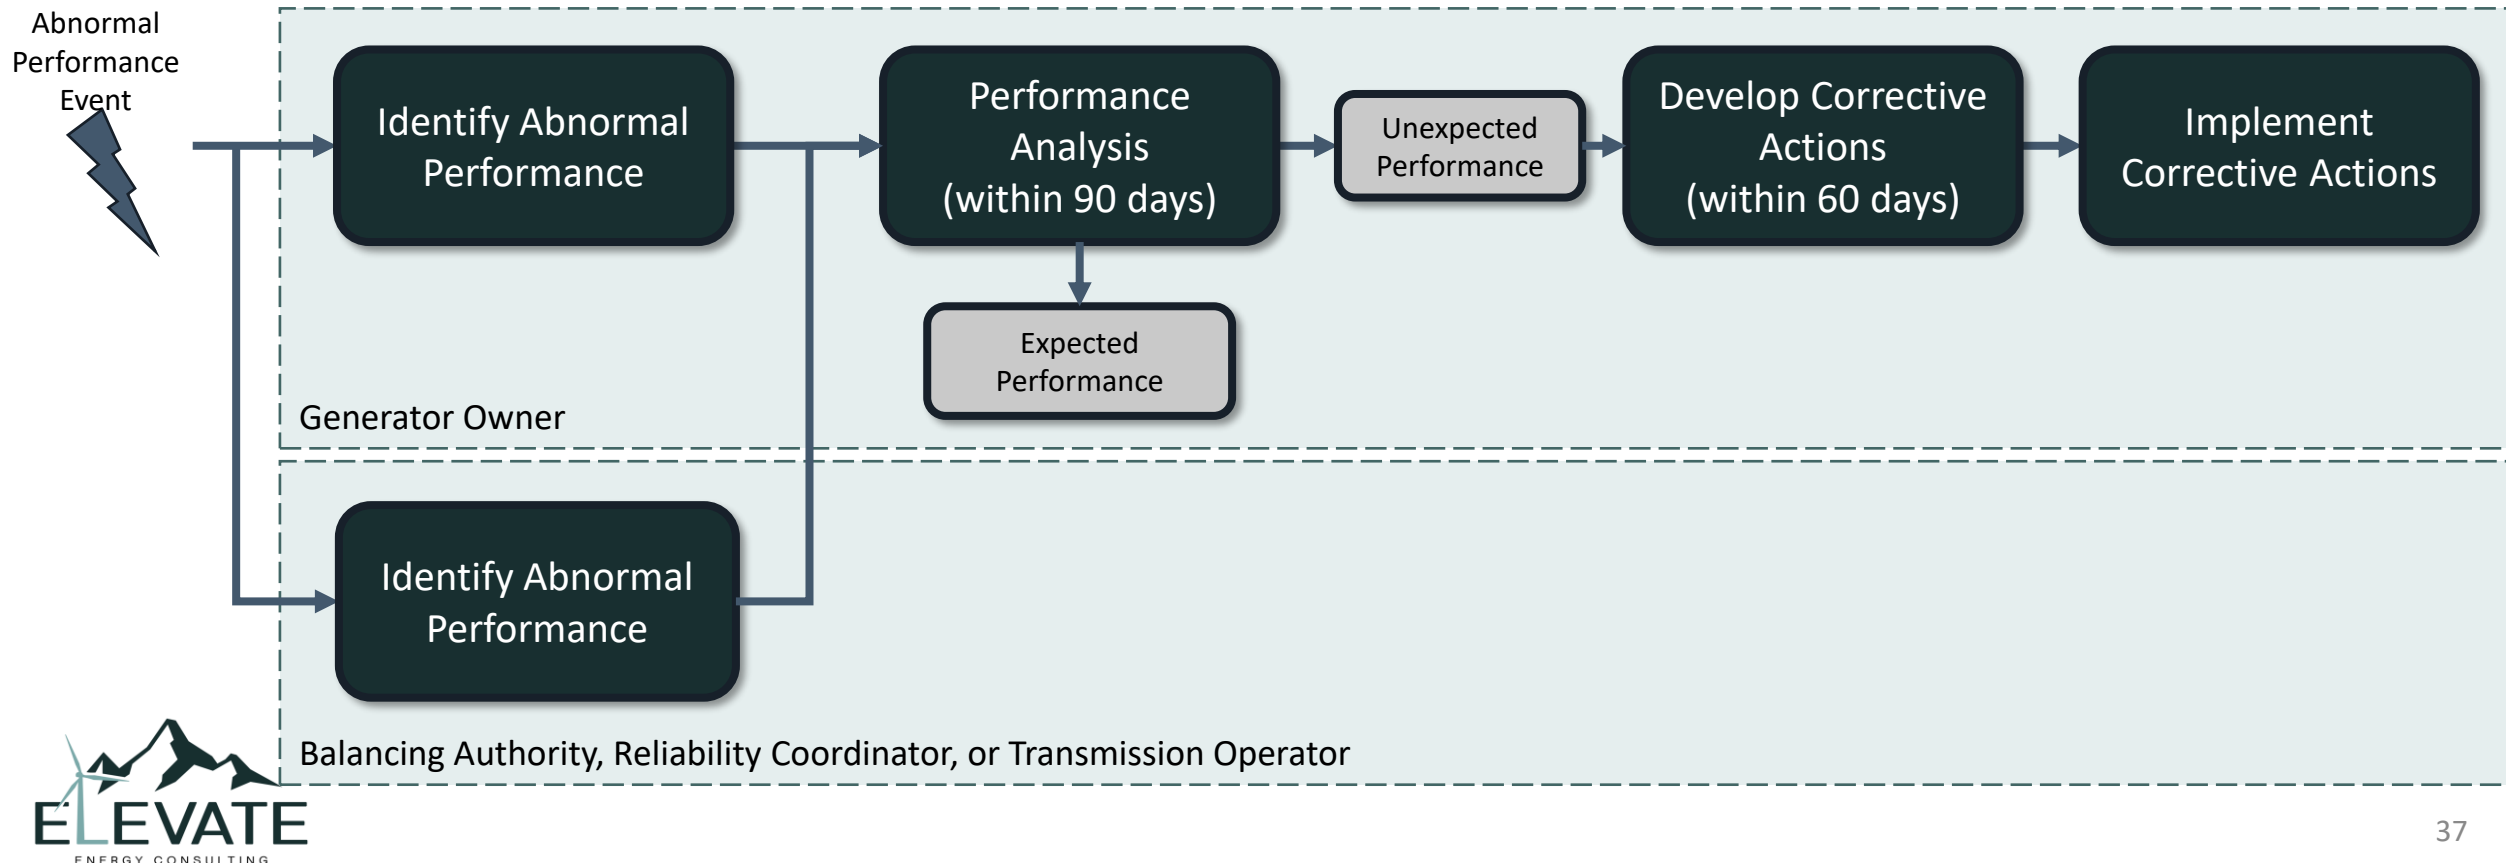 Abnormal
Performance
Event
Identify Abnormal
Performance
Performance
Analysis
(within 90 days)
Unexpected
Performance
Develop Corrective
Actions
(within 60 days)
Implement
Corrective Actions
Expected
Performance
Generator Owner
Identify Abnormal
Performance
Balancing Authority, Reliability Coordinator, or Transmission Operator
ELEVATE
ENERGY CONSULTING
37